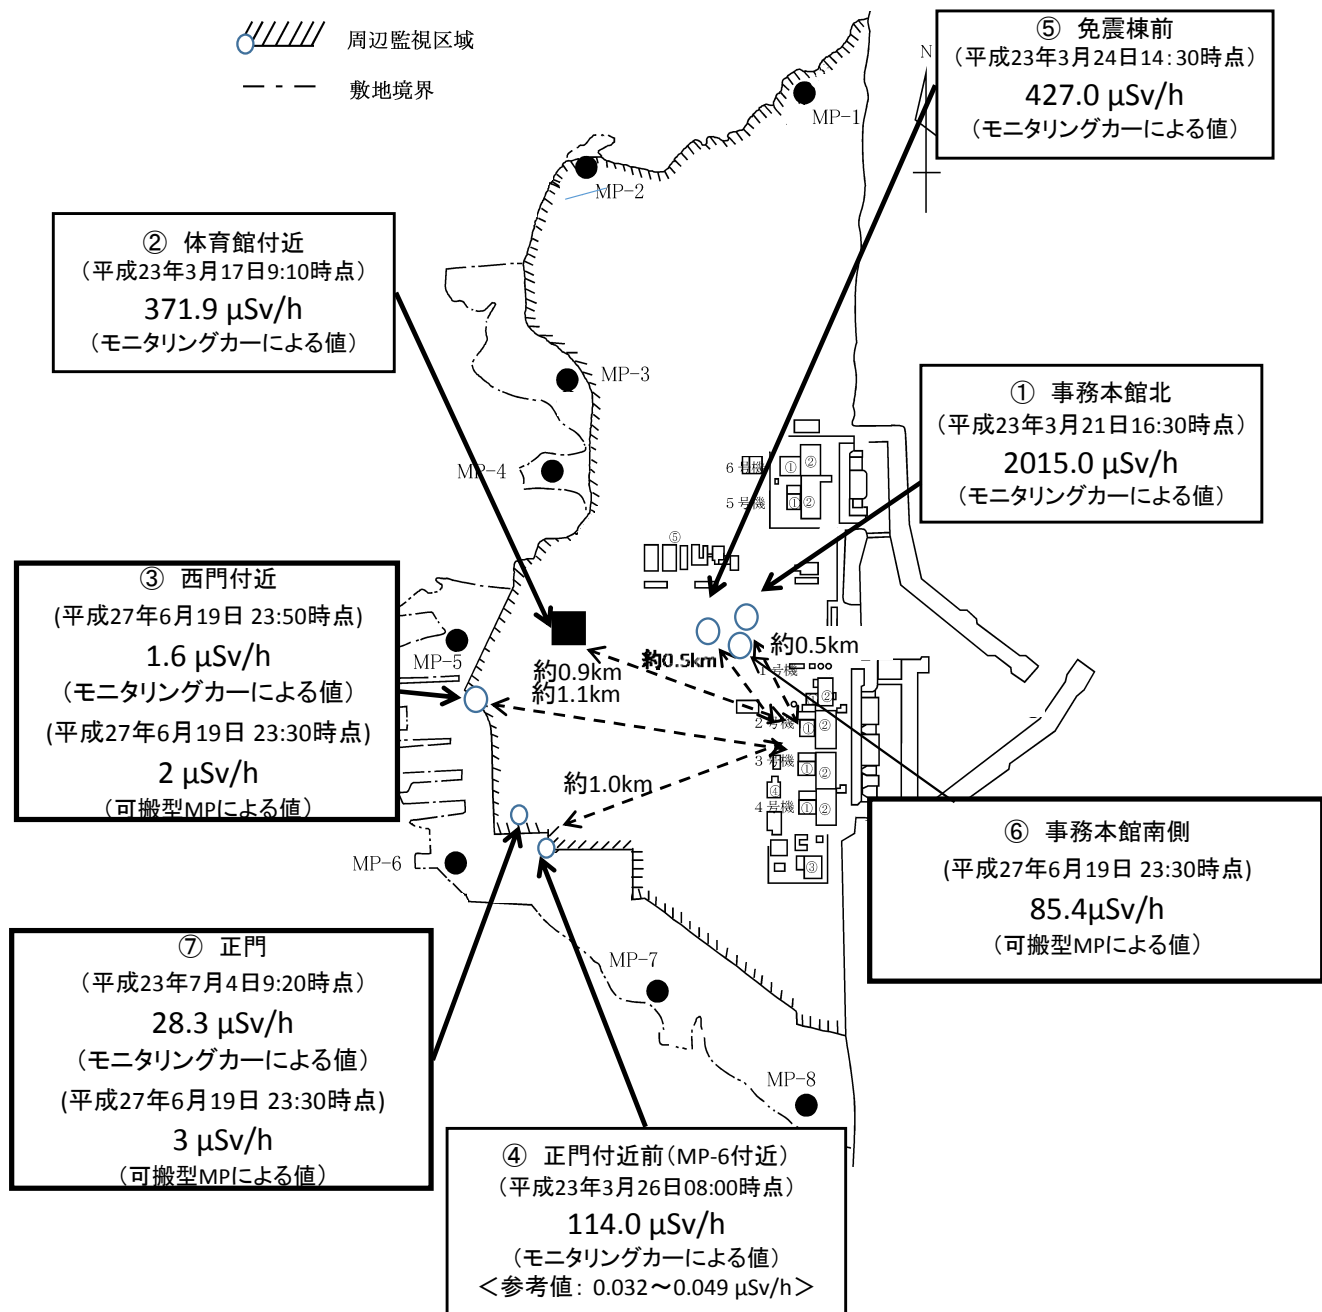 周辺監視区域
敷地境界
⑤ 免震棟前
(平成23年3月24日14:30時点)
427.0 μSv/h
(モニタリングカーによる値)
N
MP-1
MP-2
② 体育館付近
(平成23年3月17日9:10時点)
371.9 μSv/h
(モニタリングカーによる値)
MP-3
MP-4
① 事務本館北
(平成23年3月21日16:30時点)
2015.0 μSv/h
(モニタリングカーによる値)
6号機
① ②
5号機
① ②
⑤
③ 西門付近
(平成27年6月19日 23:50時点)
1.6 μSv/h
(モニタリングカーによる値)
(平成27年6月19日 23:30時点)
2 μSv/h
(可搬型MPによる値)
MP-5
約0.9km
約1.1km
約0.5km
約0.5km
1号機
②
2号機
① ②
3号機
① ②
④
4号機
① ②
③
約1.0km
MP-6
⑥ 事務本館南側
(平成27年6月19日 23:30時点)
85.4μSv/h
(可搬型MPによる値)
⑦ 正門
(平成23年7月4日9:20時点)
28.3 μSv/h
(モニタリングカーによる値)
(平成27年6月19日 23:30時点)
3 μSv/h
(可搬型MPによる値)
MP-7
MP-8
④ 正門付近前(MP-6付近)
(平成23年3月26日08:00時点)
114.0 μSv/h
(モニタリングカーによる値)
<参考値: 0.032~0.049 μSv/h>